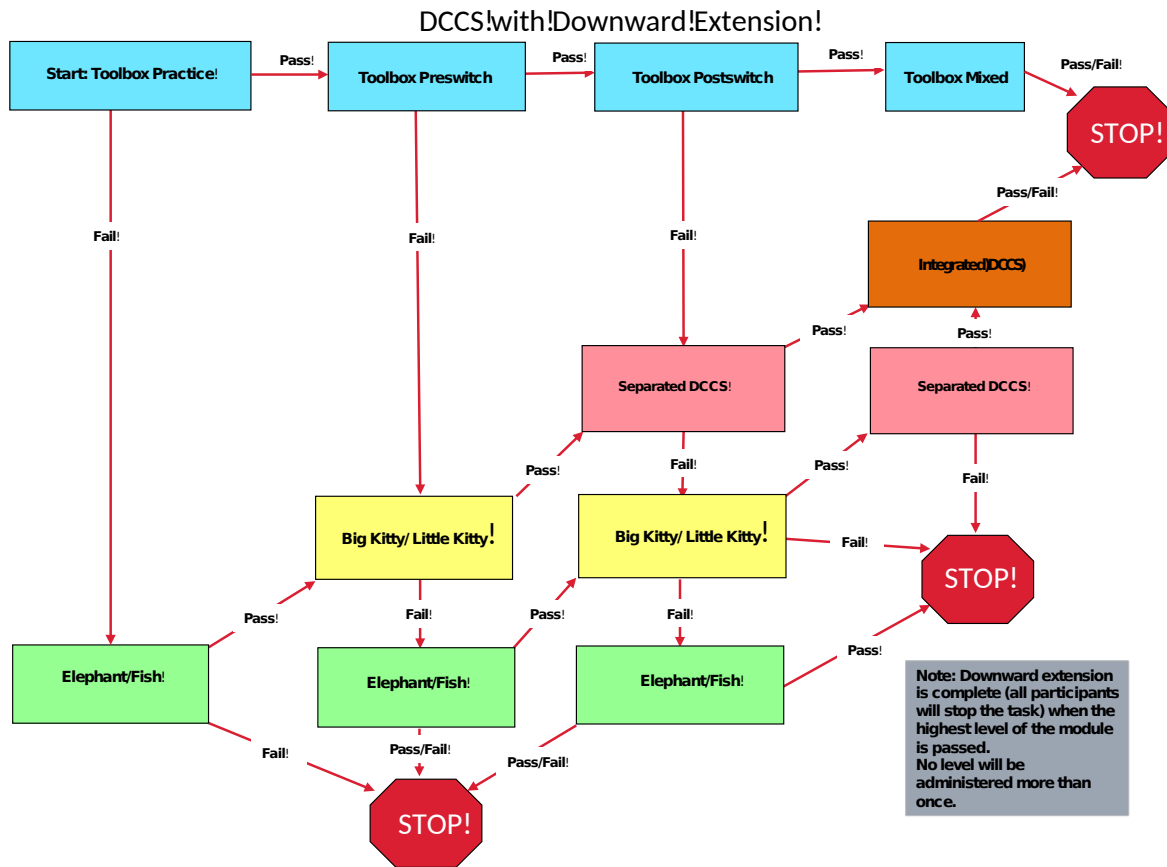 DCCS!with!Downward!Extension!
Start: Toolbox Practice!
Pass!
Toolbox Preswitch
Pass!
Toolbox Postswitch
Pass!
Toolbox Mixed
Pass/Fail!
STOP!
Pass/Fail!
Fail!
Fail!
Fail!
Integrated)DCCS)
Pass!
Pass!
Separated DCCS!
Separated DCCS!
Pass!
Fail!
Pass!
Fail!
Big Kitty/ Little Kitty!
Big Kitty/ Little Kitty!
Fail!
STOP!
Pass!
Fail!
Pass!
Fail!
Pass!
Elephant/Fish!
Elephant/Fish!
Elephant/Fish!
Note: Downward extension
is complete (all participants
will stop the task) when the
highest level of the module
is passed.
No level will be
administered more than
once.
Fail!
Pass/Fail!
Pass/Fail!
STOP!